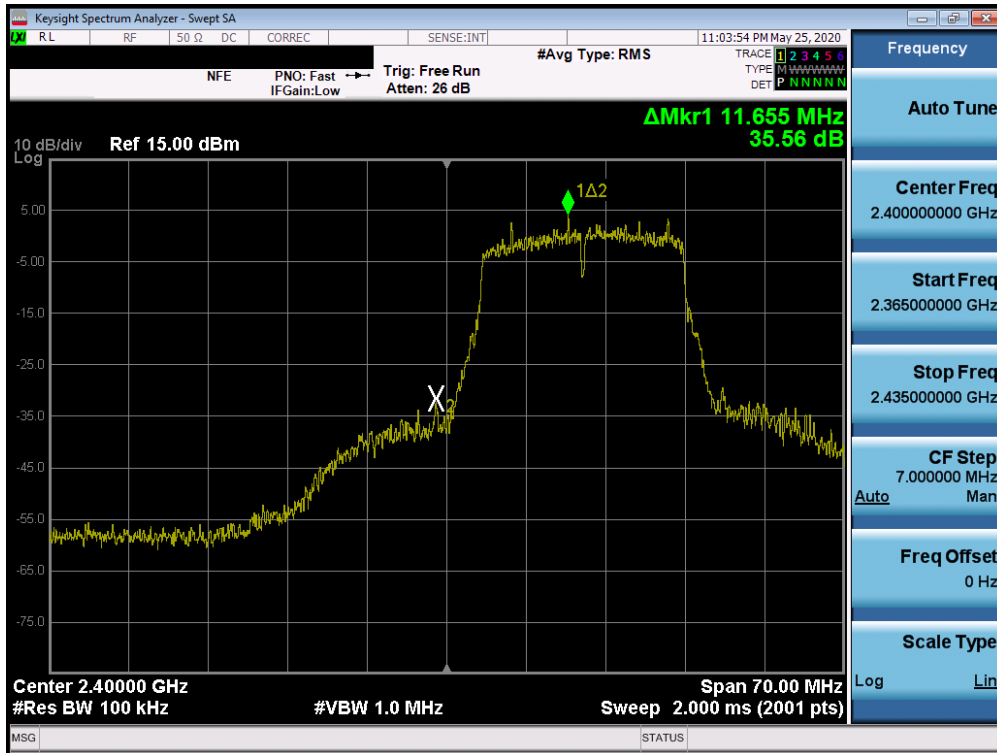 Keysight Spectrum Analyzer - Swept SA
LXI RL RF 50 Ω DC CORREC SENSE:INT 11:03:54 PM May 25, 2020
NFE PNO: Fast Trig: Free Run #Avg Type: RMS TRACE 1 2 3 4 5 6
IFGain:Low Atten: 26 dB TYPE M WWWWW
DET P N N N N N
ΔMkr1 11.655 MHz
10 dB/div Ref 15.00 dBm 35.56 dB
Log
1Δ2
5.00
-5.00
-15.0
-25.0
-35.0
X2
-45.0
-55.0
-65.0
-75.0
Center 2.40000 GHz Span 70.00 MHz
#Res BW 100 kHz #VBW 1.0 MHz Sweep 2.000 ms (2001 pts)
MSG STATUS
Frequency
Auto Tune
Center Freq
2.400000000 GHz
Start Freq
2.365000000 GHz
Stop Freq
2.435000000 GHz
CF Step
7.000000 MHz
Auto Man
Freq Offset
0 Hz
Scale Type
Log Lin